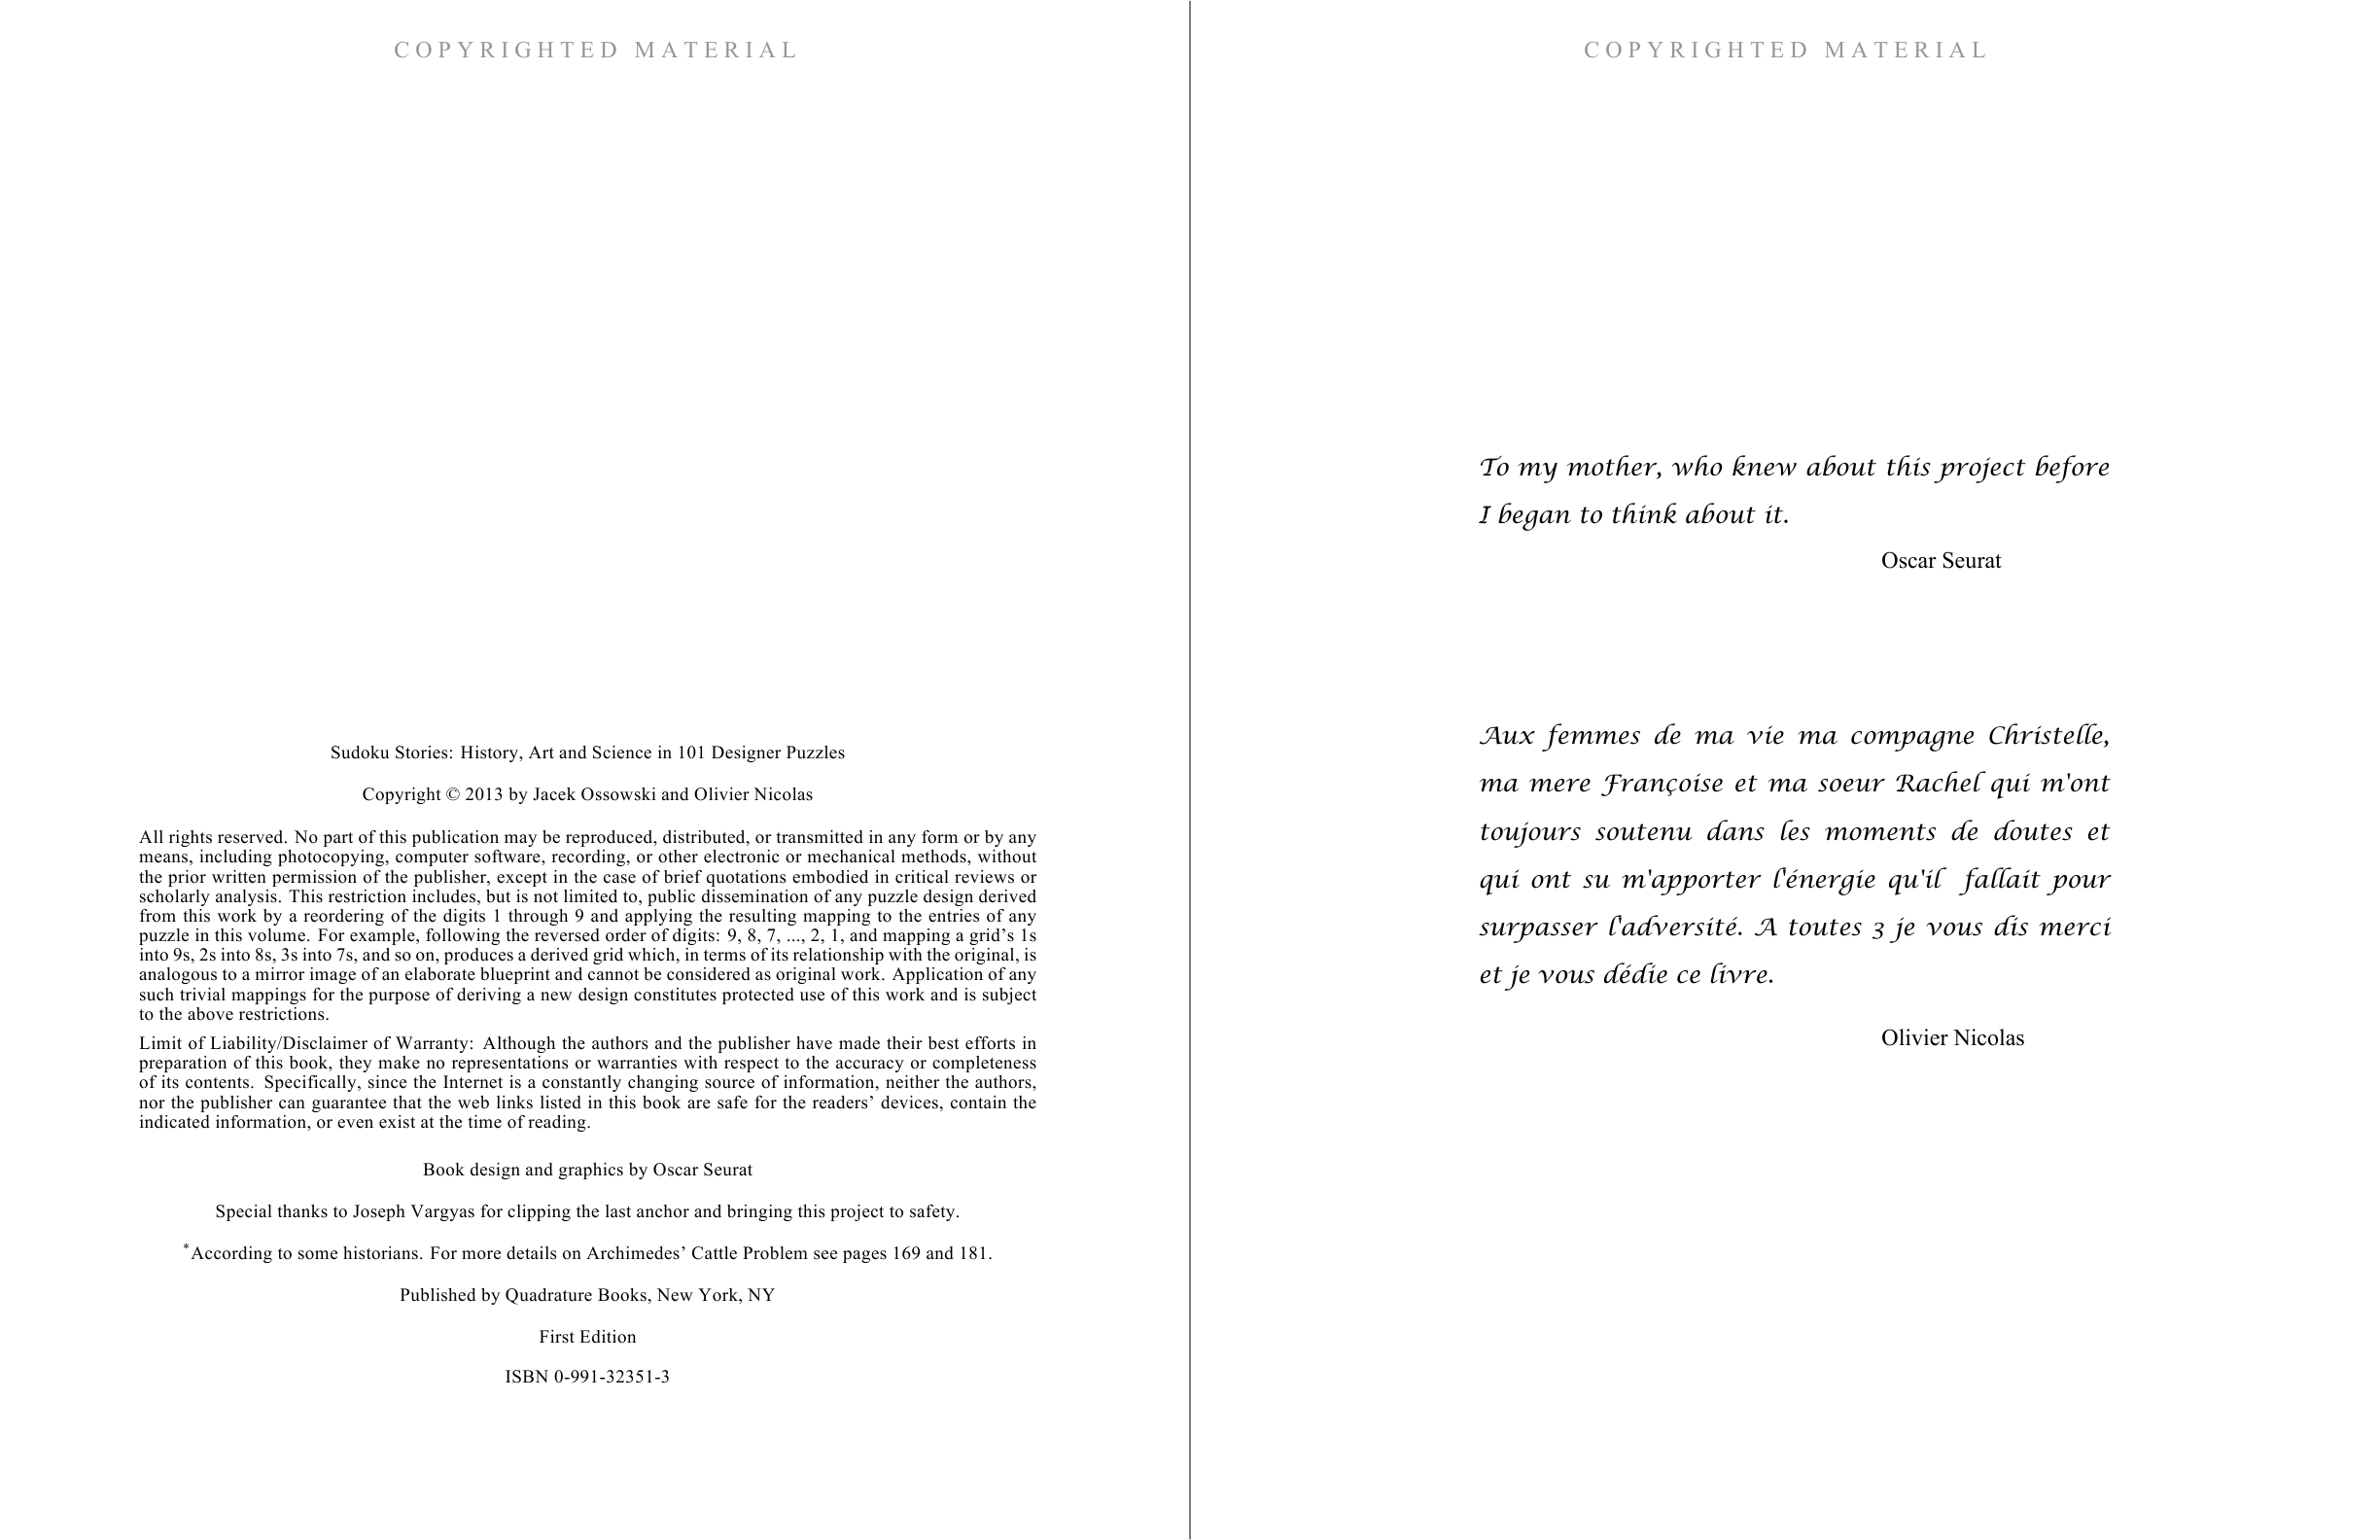 COPYRIGHTED MATERIAL
Sudoku Stories: History, Art and Science in 101 Designer Puzzles
Copyright © 2013 by Jacek Ossowski and Olivier Nicolas
All rights reserved. No part of this publication may be reproduced, distributed, or transmitted in any form or by any
means, including photocopying, computer software, recording, or other electronic or mechanical methods, without
the prior written permission of the publisher, except in the case of brief quotations embodied in critical reviews or
scholarly analysis. This restriction includes, but is not limited to, public dissemination of any puzzle design derived
from this work by a reordering of the digits 1 through 9 and applying the resulting mapping to the entries of any
puzzle in this volume. For example, following the reversed order of digits: 9, 8, 7, ..., 2, 1, and mapping a grid’s 1s
into 9s, 2s into 8s, 3s into 7s, and so on, produces a derived grid which, in terms of its relationship with the original, is
analogous to a mirror image of an elaborate blueprint and cannot be considered as original work. Application of any
such trivial mappings for the purpose of deriving a new design constitutes protected use of this work and is subject
to the above restrictions.
Limit of Liability/Disclaimer of Warranty: Although the authors and the publisher have made their best efforts in
preparation of this book, they make no representations or warranties with respect to the accuracy or completeness
of its contents. Specifically, since the Internet is a constantly changing source of information, neither the authors,
nor the publisher can guarantee that the web links listed in this book are safe for the readers’ devices, contain the
indicated information, or even exist at the time of reading.
Book design and graphics by Oscar Seurat
Special thanks to Joseph Vargyas for clipping the last anchor and bringing this project to safety.
*According to some historians. For more details on Archimedes’ Cattle Problem see pages 169 and 181.
Published by Quadrature Books, New York, NY
First Edition
ISBN 0-991-32351-3
COPYRIGHTED MATERIAL
To my mother, who knew about this project before
I began to think about it.
Oscar Seurat
Aux femmes de ma vie ma compagne Christelle,
ma mere Françoise et ma soeur Rachel qui m'ont
toujours soutenu dans les moments de doutes et
qui ont su m'apporter l'énergie qu'il fallait pour
surpasser l'adversité. A toutes 3 je vous dis merci
et je vous dédie ce livre.
Olivier Nicolas